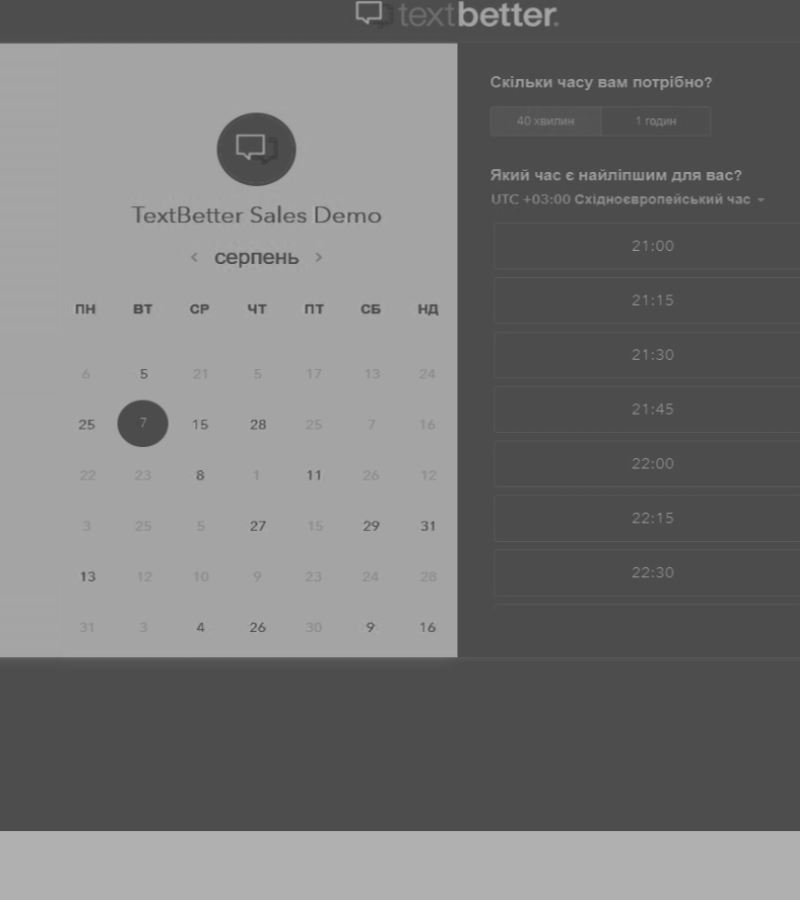 textbetter.
TextBetter Sales Demo
< серпень >
ПН ВТ СР ЧТ ПТ СБ НД
6 5 21 5 17 13 24
25 7 15 28 25 7 16
22 23 8 1 11 26 12
3 25 5 27 15 29 31
13 12 10 9 23 24 28
31 3 4 26 30 9 16
Скільки часу вам потрібно?
40 хвилин 1 годин
Який час є найліпшим для вас?
UTC +03:00 Східноєвропейський час
21:00
21:15
21:30
21:45
22:00
22:15
22:30